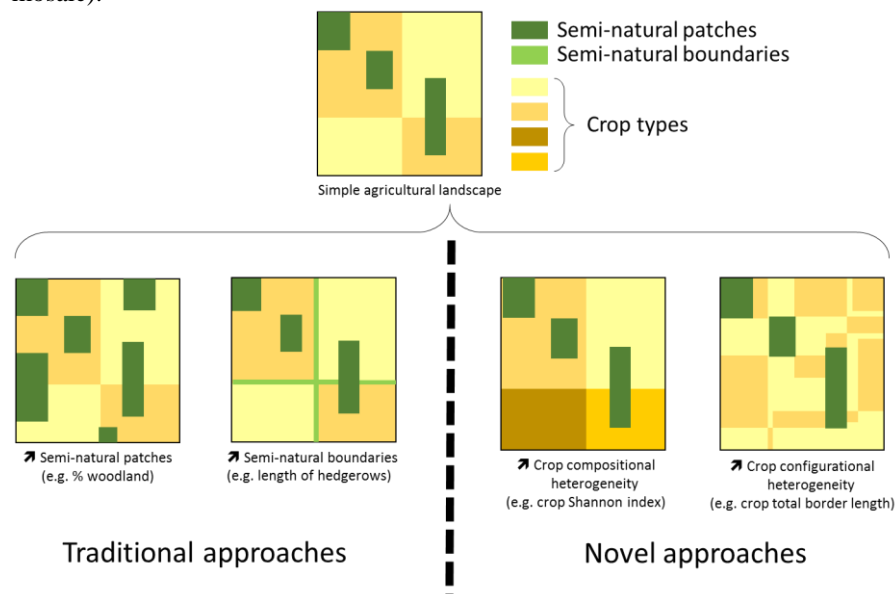 mosaic).
Semi-natural patches
Semi-natural boundaries
Crop types
Simple agricultural landscape
↗ Semi-natural patches
(e.g. % woodland)
↗ Semi-natural boundaries
(e.g. length of hedgerows)
↗ Crop compositional
heterogeneity
(e.g. crop Shannon index)
↗ Crop configurational
heterogeneity
(e.g. crop total border length)
Traditional approaches
Novel approaches